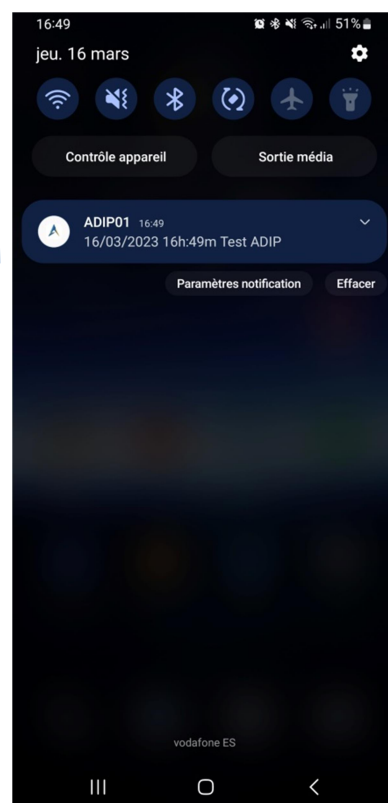 16:49 51%
jeu. 16 mars
Contrôle appareil Sortie média
ADIP01 16:49
16/03/2023 16h:49m Test ADIP
Paramètres notification Effacer
vodafone ES